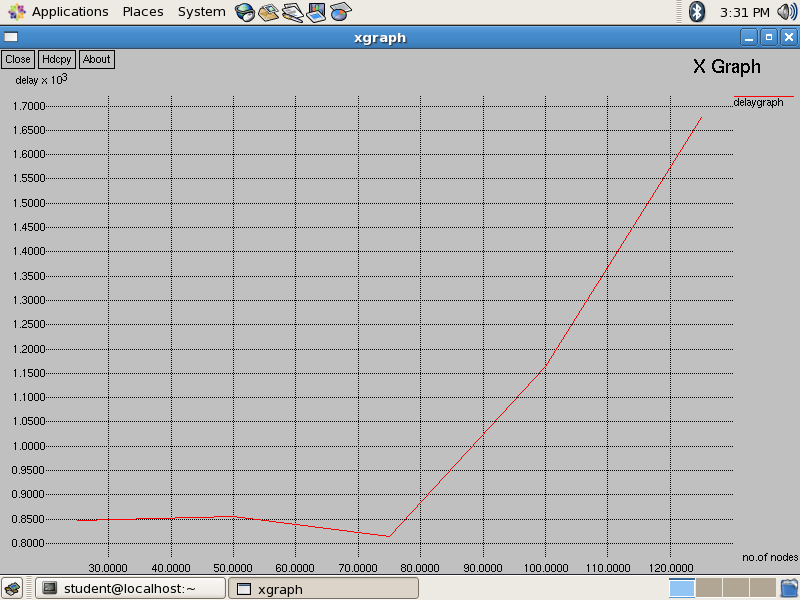 Applications Places System 3:31 PM
xgraph
Close Hdcpy About
X Graph
delay x 10³
delaygraph
1.7000
1.6500
1.6000
1.5500
1.5000
1.4500
1.4000
1.3500
1.3000
1.2500
1.2000
1.1500
1.1000
1.0500
1.0000
0.9500
0.9000
0.8500
0.8000
no.of nodes
30.0000 40.0000 50.0000 60.0000 70.0000 80.0000 90.0000 100.0000 110.0000 120.0000
student@localhost:~ xgraph